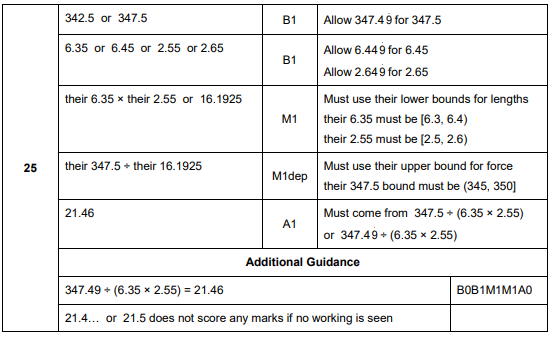 342.5 or 347.5 B1 Allow 347.49̇ for 347.5
6.35 or 6.45 or 2.55 or 2.65 B1 Allow 6.449̇ for 6.45
Allow 2.649̇ for 2.65
their 6.35 × their 2.55 or 16.1925 M1 Must use their lower bounds for lengths
their 6.35 must be [6.3, 6.4)
their 2.55 must be [2.5, 2.6)
25
their 347.5 ÷ their 16.1925 M1dep Must use their upper bound for force
their 347.5 bound must be (345, 350]
21.46 A1 Must come from 347.5 ÷ (6.35 × 2.55)
or 347.49̇ ÷ (6.35 × 2.55)
Additional Guidance
347.49 ÷ (6.35 × 2.55) = 21.46 B0B1M1M1A0
21.4… or 21.5 does not score any marks if no working is seen